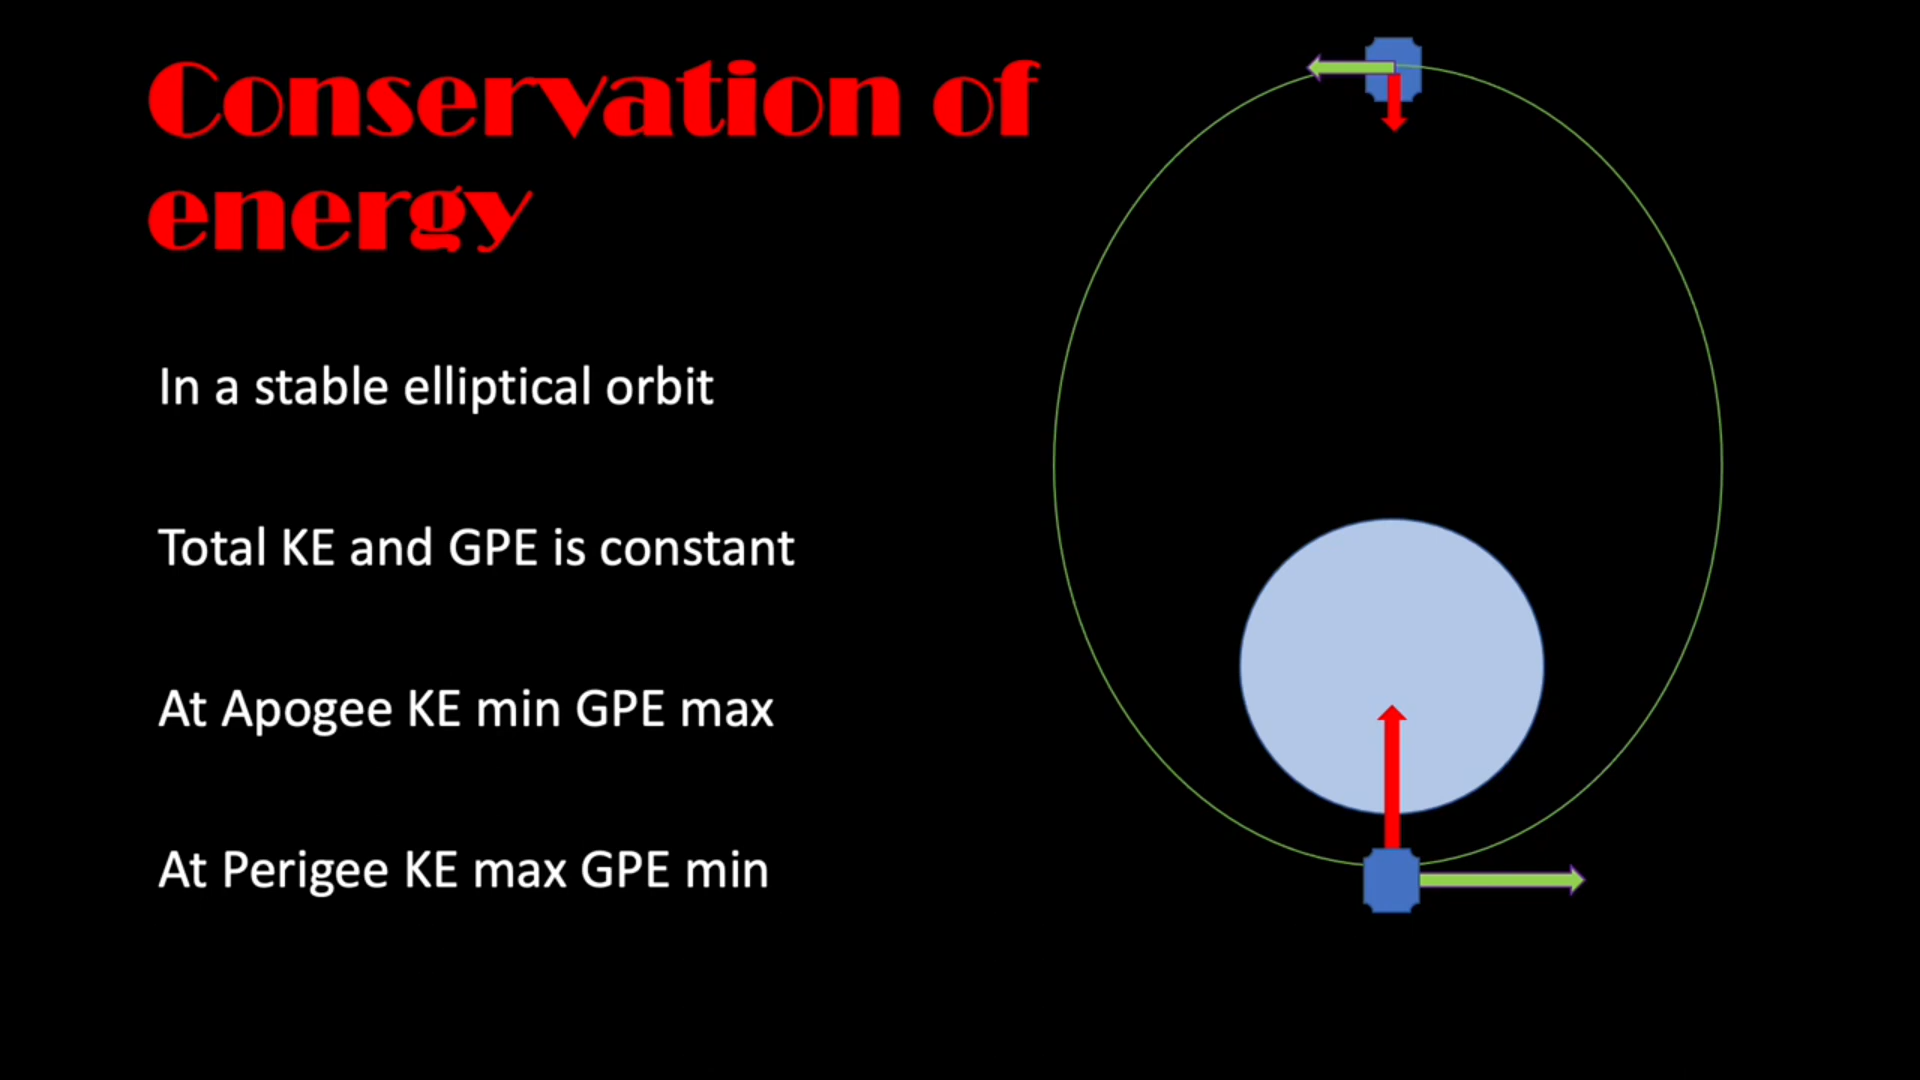 Conservation of
energy
In a stable elliptical orbit
Total KE and GPE is constant
At Apogee KE min GPE max
At Perigee KE max GPE min